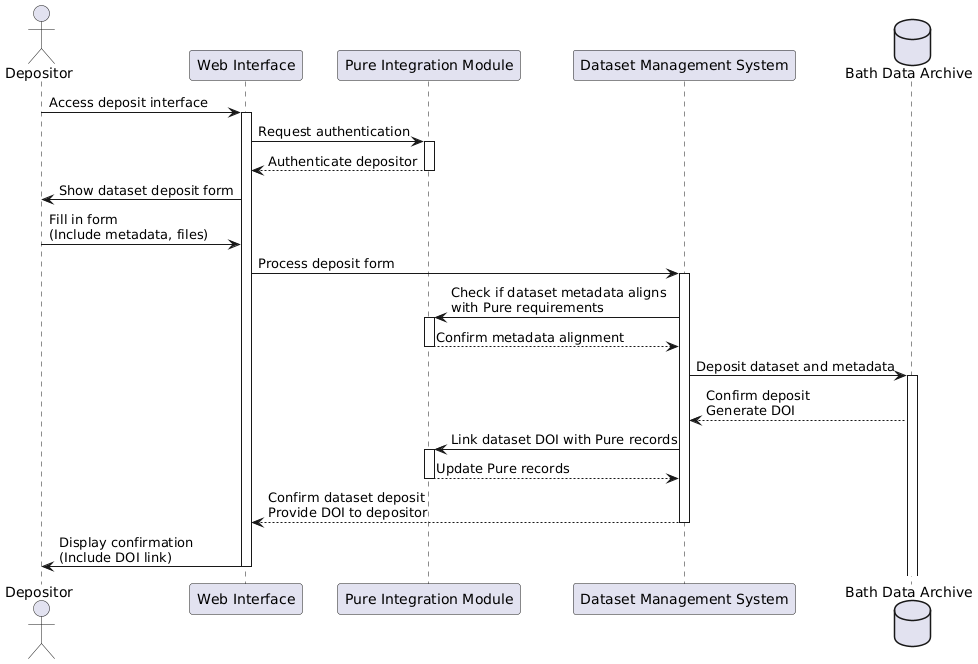 Depositor
Web Interface
Pure Integration Module
Dataset Management System
Bath Data Archive
Access deposit interface
Request authentication
Authenticate depositor
Show dataset deposit form
Fill in form
(Include metadata, files)
Process deposit form
Check if dataset metadata aligns
with Pure requirements
Confirm metadata alignment
Deposit dataset and metadata
Confirm deposit
Generate DOI
Link dataset DOI with Pure records
Update Pure records
Confirm dataset deposit
Provide DOI to depositor
Display confirmation
(Include DOI link)
Depositor
Web Interface
Pure Integration Module
Dataset Management System
Bath Data Archive